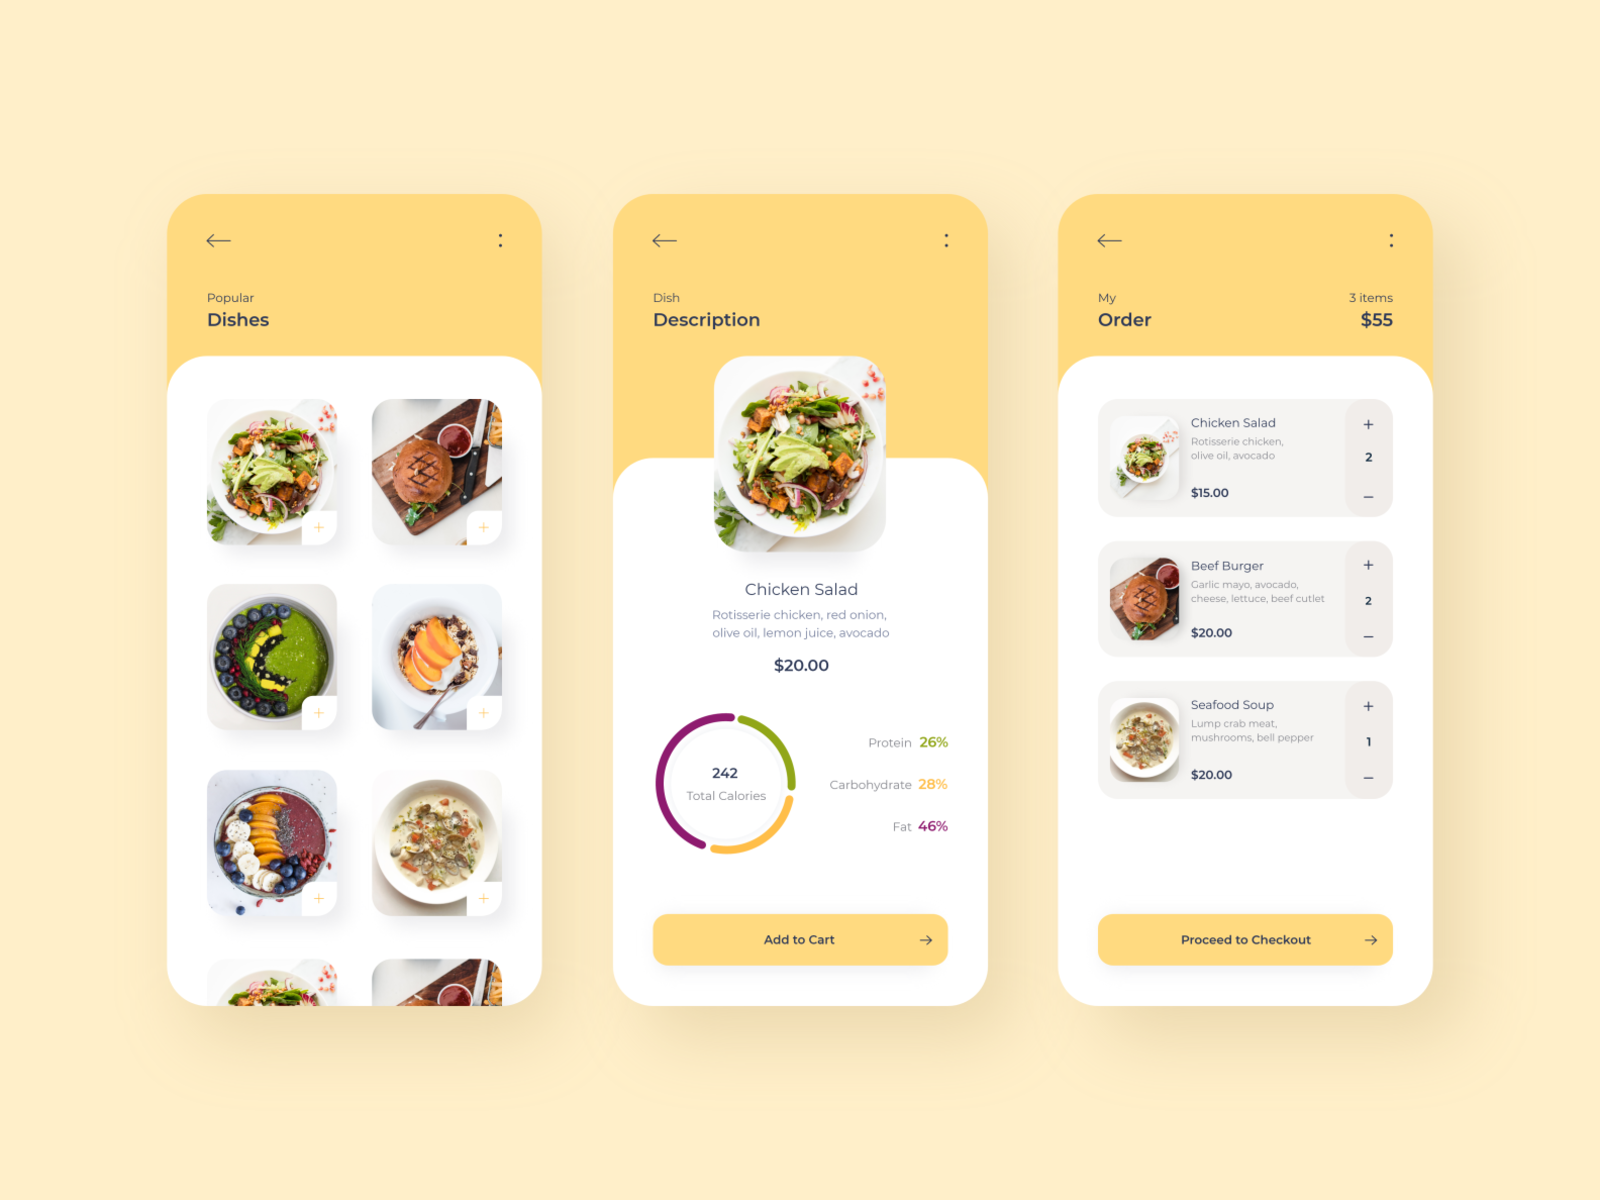 Popular
Dishes
Dish
Description
Chicken Salad
Rotisserie chicken, red onion,
olive oil, lemon juice, avocado
$20.00
242
Total Calories
Protein 26%
Carbohydrate 28%
Fat 46%
Add to Cart
My
Order
3 items
$55
Chicken Salad
Rotisserie chicken,
olive oil, avocado
$15.00
2
Beef Burger
Garlic mayo, avocado,
cheese, lettuce, beef cutlet
$20.00
2
Seafood Soup
Lump crab meat,
mushrooms, bell pepper
$20.00
1
Proceed to Checkout